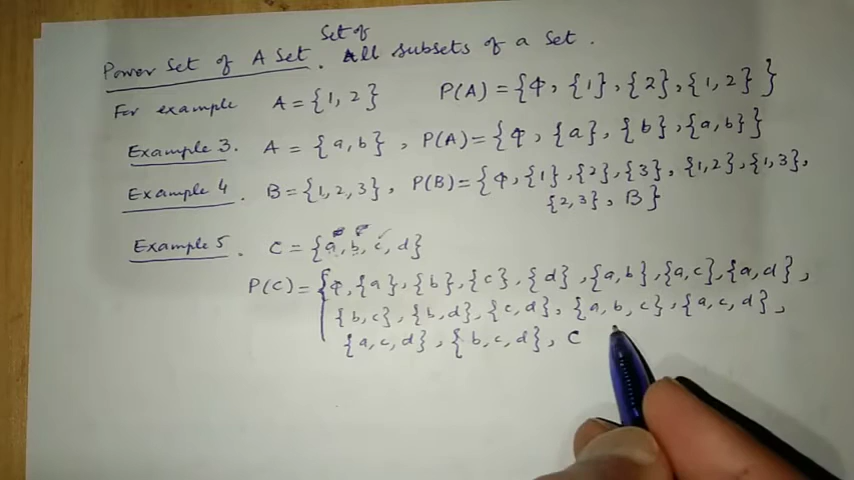 Set of
Power Set of A Set. All subsets of a Set.
For example A = {1, 2} P(A) = {φ, {1}, {2}, {1, 2}}
Example 3. A = {a, b}, P(A) = {φ, {a}, {b}, {a, b}}
Example 4. B = {1, 2, 3}, P(B) = {φ, {1}, {2}, {3}, {1, 2}, {1, 3},
{2, 3}, B}
Example 5. C = {a, b, c, d}
P(C) = {φ, {a}, {b}, {c}, {d}, {a, b}, {a, c}, {a, d},
{b, c}, {b, d}, {c, d}, {a, b, c}, {a, c, d},
{a, c, d}, {b, c, d}, C